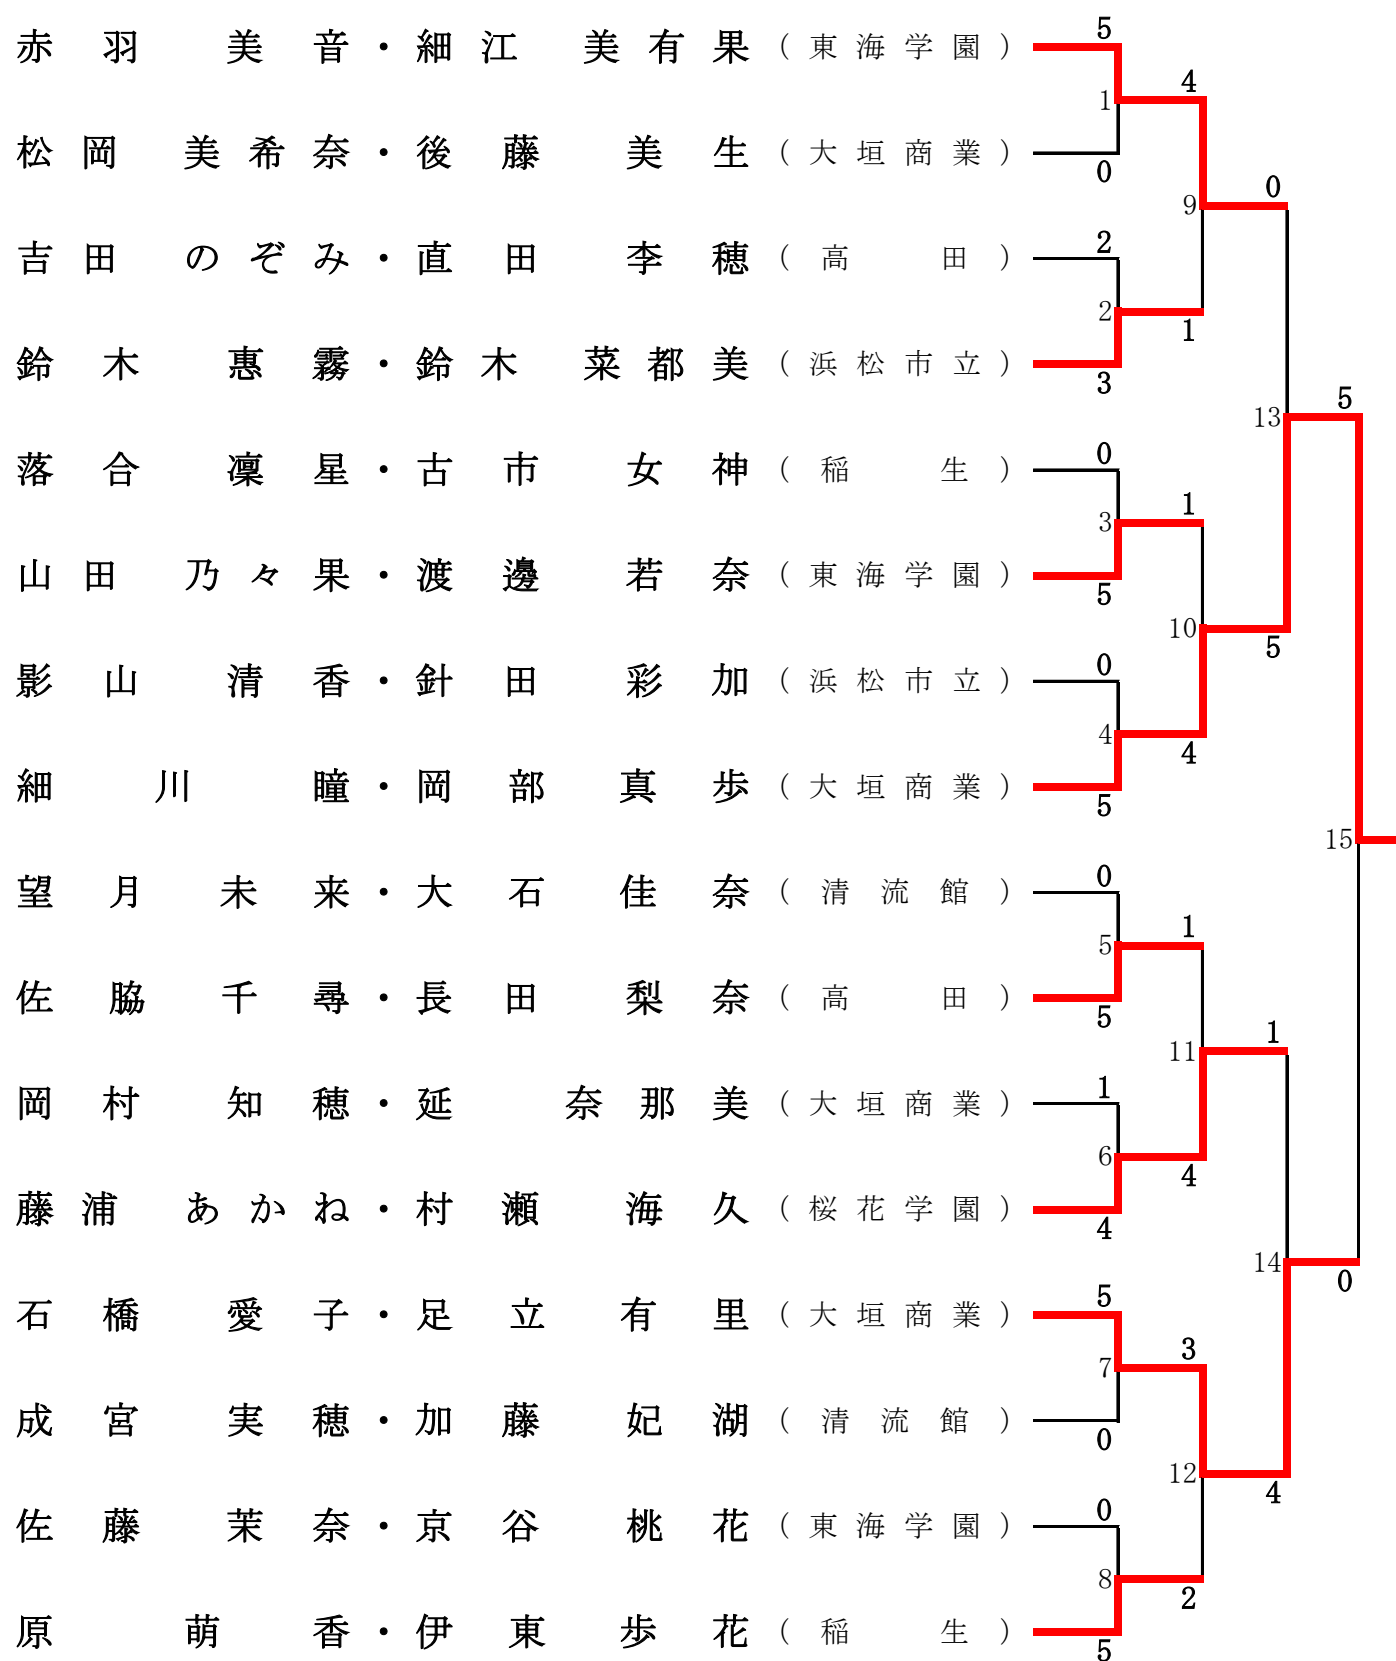 赤羽 美音・細江 美有果 (東海学園) 5
1 4
松岡 美希奈・後藤 美生 (大垣商業) 0
9 0
吉田 のぞみ・直田 李穂 (高田) 2
2 1
鈴木 惠霧・鈴木 菜都美 (浜松市立) 3
13 5
落合 凜星・古市 女神 (稲生) 0
3 1
山田 乃々果・渡邊 若奈 (東海学園) 5
10 5
影山 清香・針田 彩加 (浜松市立) 0
4 4
細川 瞳・岡部 真歩 (大垣商業) 5
15
望月 未来・大石 佳奈 (清流館) 0
5 1
佐脇 千尋・長田 梨奈 (高田) 5
11 1
岡村 知穂・延 奈那美 (大垣商業) 1
6 4
藤浦 あかね・村瀬 海久 (桜花学園) 4
14 0
石橋 愛子・足立 有里 (大垣商業) 5
7 3
成宮 実穂・加藤 妃湖 (清流館) 0
12 4
佐藤 茉奈・京谷 桃花 (東海学園) 0
8 2
原 萌香・伊東 歩花 (稲生) 5